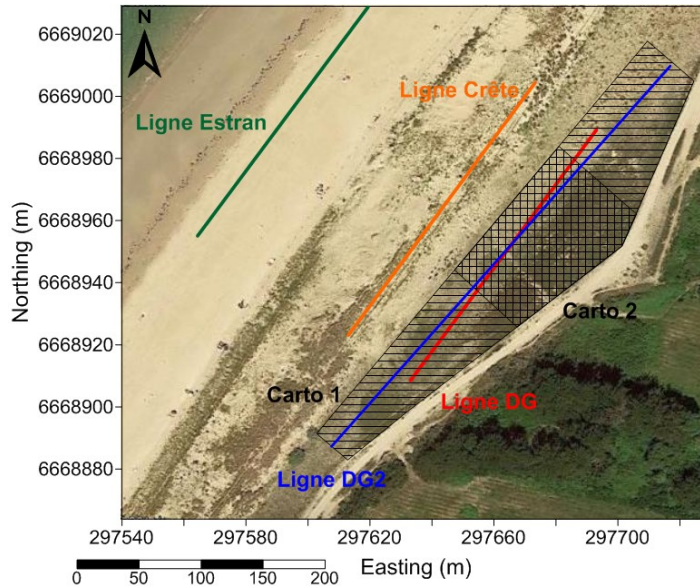 N
6669020
6669000
6668980
6668960
6668940
6668920
6668900
6668880
Northing (m)
Ligne Estran
Ligne Crête
Carto 2
Carto 1
Ligne DG
Ligne DG2
297540 297580 297620 297660 297700
Easting (m)
0 50 100 150 200